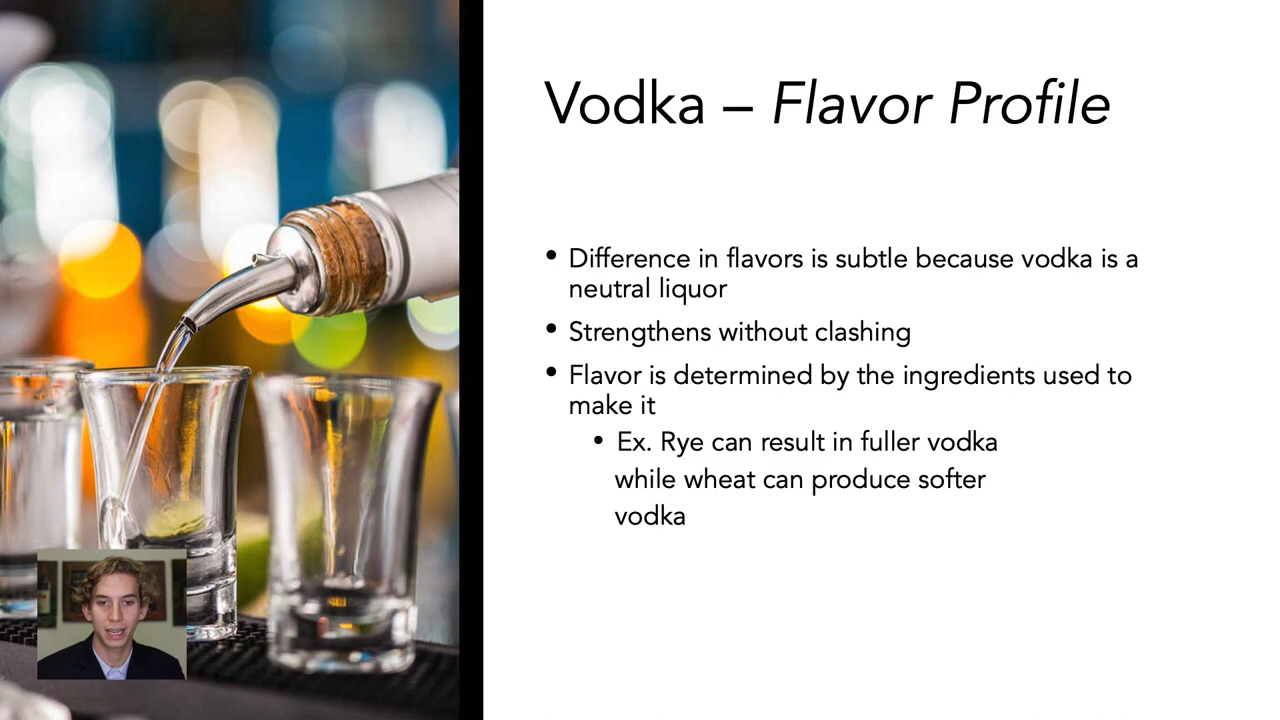 Vodka – Flavor Profile
• Difference in flavors is subtle because vodka is a
neutral liquor
• Strengthens without clashing
• Flavor is determined by the ingredients used to
make it
• Ex. Rye can result in fuller vodka
while wheat can produce softer
vodka